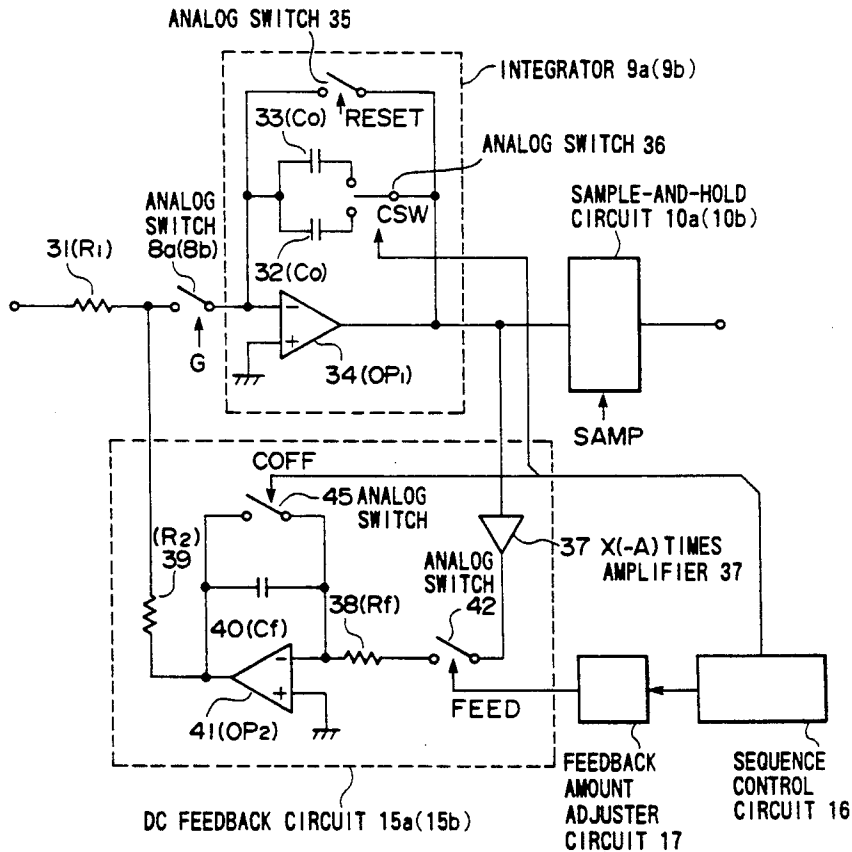 ANALOG SWITCH 35
INTEGRATOR 9a(9b)
RESET
33(Co)
ANALOG SWITCH 36
CSW
ANALOG
SWITCH
8a(8b)
SAMPLE-AND-HOLD
CIRCUIT 10a(10b)
31(R1)
32(Co)
-
+
G
34(OP1)
SAMP
COFF
45 ANALOG
SWITCH
(R2)
39
37 X(-A) TIMES
AMPLIFIER 37
ANALOG
SWITCH
42
40(Cf)
38(Rf)
-
+
41(OP2)
FEED
DC FEEDBACK CIRCUIT 15a(15b)
FEEDBACK
AMOUNT
ADJUSTER
CIRCUIT 17
SEQUENCE
CONTROL
CIRCUIT 16